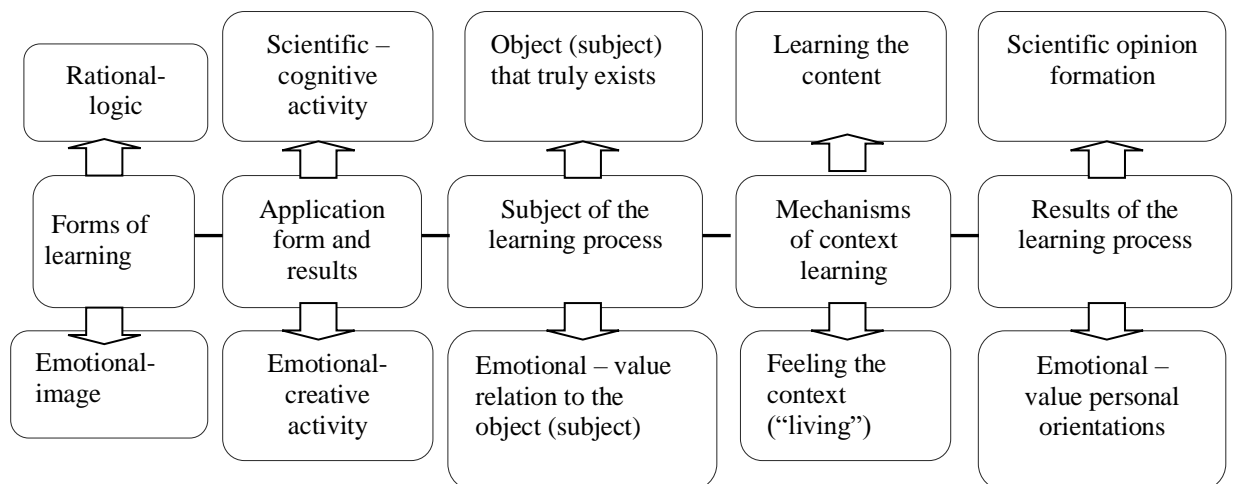 Rational-
logic
Scientific –
cognitive
activity
Object (subject)
that truly exists
Learning the
content
Scientific opinion
formation
Forms of
learning
Application
form and
results
Subject of the
learning process
Mechanisms
of context
learning
Results of the
learning process
Emotional-
image
Emotional-
creative
activity
Emotional – value
relation to the
object (subject)
Feeling the
context
(“living”)
Emotional –
value personal
orientations